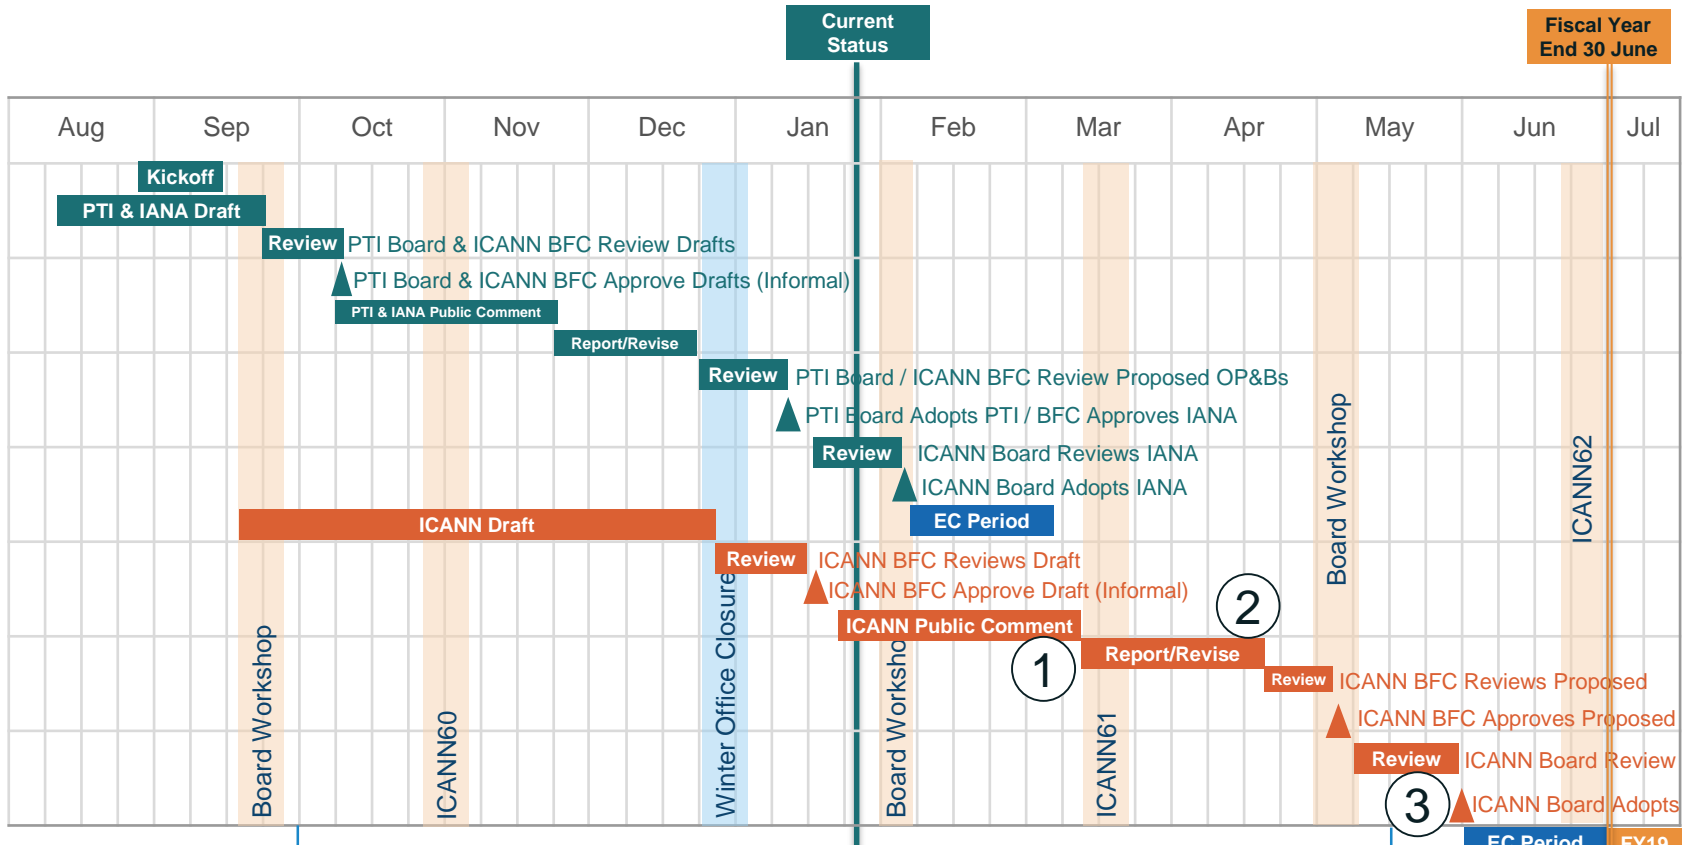 Current
Status
Fiscal Year
End 30 June
Aug Sep Oct Nov Dec Jan Feb Mar Apr May Jun Jul
Kickoff
PTI & IANA Draft
Review PTI Board & ICANN BFC Review Drafts
PTI Board & ICANN BFC Approve Drafts (Informal)
PTI & IANA Public Comment
Report/Revise
Review PTI Board / ICANN BFC Review Proposed OP&Bs
PTI Board Adopts PTI / BFC Approves IANA
Review ICANN Board Reviews IANA
ICANN Board Adopts IANA
ICANN Draft
EC Period
Review ICANN BFC Reviews Draft
ICANN BFC Approve Draft (Informal)
2
ICANN Public Comment
1
Report/Revise
Review ICANN BFC Reviews Proposed
ICANN BFC Approves Proposed
Review ICANN Board Review
3
ICANN Board Adopts
EC Period
FY19
Board Workshop
ICANN60
Winter Office Closure
Board Worksho
ICANN61
Board Workshop
ICANN62